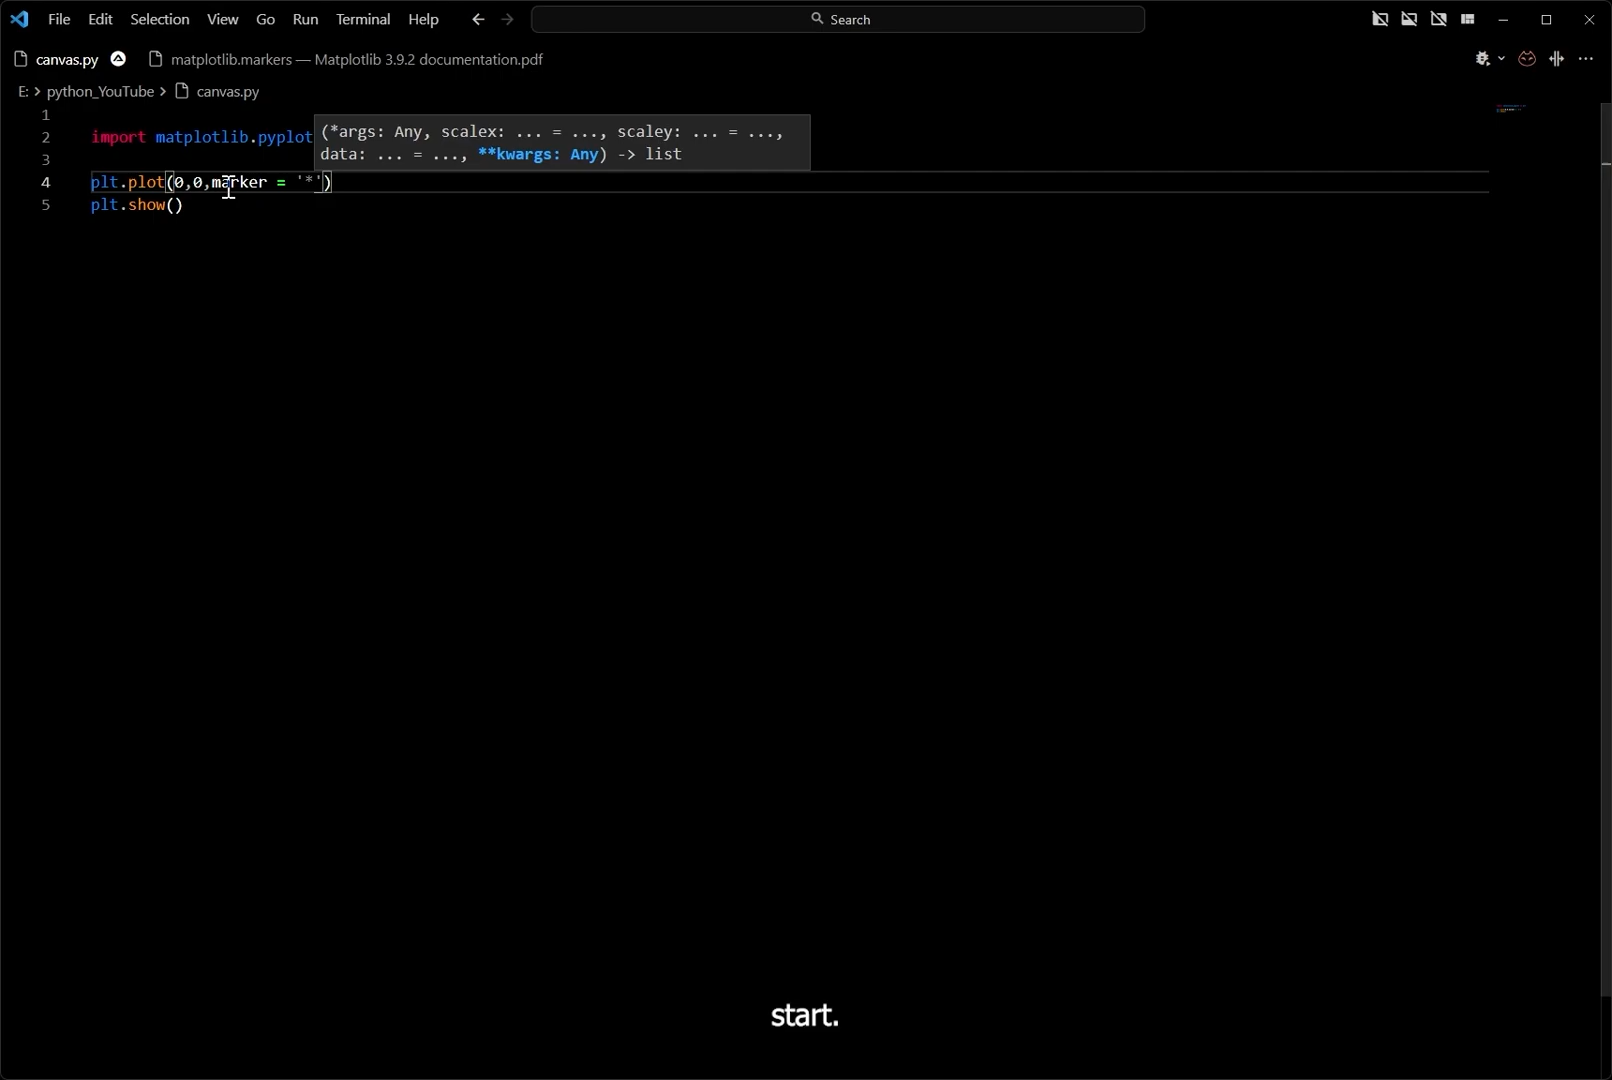 File Edit Selection View Go Run Terminal Help Search
canvas.py matplotlib.markers — Matplotlib 3.9.2 documentation.pdf
E: > python_YouTube > canvas.py
1
2 import matplotlib.pyplot
(*args: Any, scalex: ... = ..., scaley: ... = ...,
data: ... = ..., **kwargs: Any) -> list
3
4 plt.plot(0,0,marker = '*')
5 plt.show()
start.